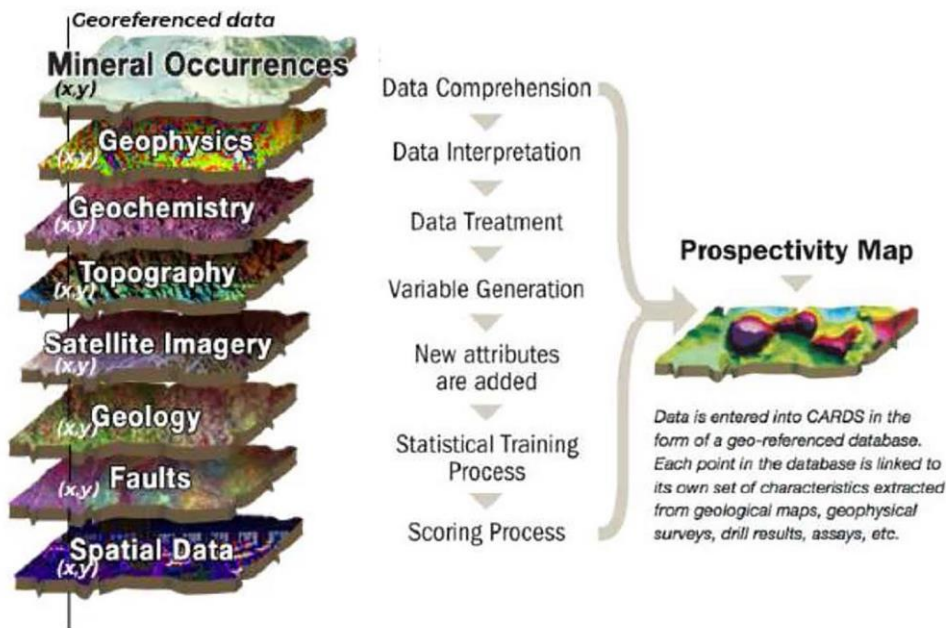 Georeferenced data
Mineral Occurrences
(x,y)
Geophysics
(x,y)
Geochemistry
(x,y)
Topography
(x,y)
Satellite Imagery
(x,y)
Geology
(x,y)
Faults
(x,y)
Spatial Data
(x,y)
Data Comprehension
Data Interpretation
Data Treatment
Variable Generation
New attributes
are added
Statistical Training
Process
Scoring Process
Prospectivity Map
Data is entered into CARDS in the
form of a geo-referenced database.
Each point in the database is linked to
its own set of characteristics extracted
from geological maps, geophysical
surveys, drill results, assays, etc.